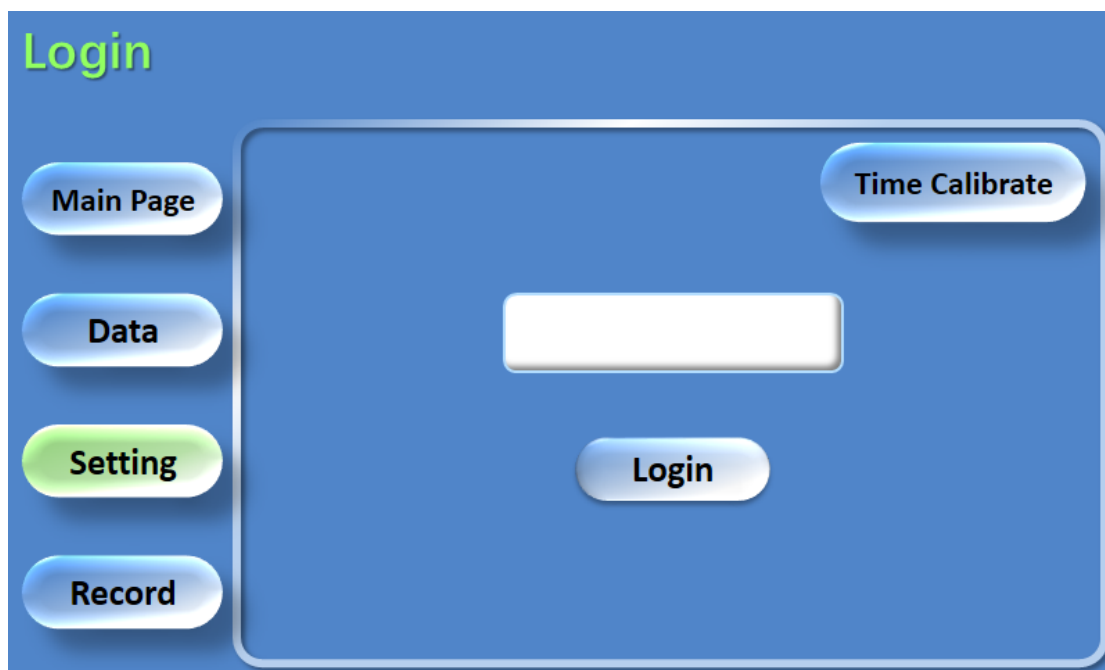 Login
Main Page
Data
Setting
Record
Time Calibrate
Login